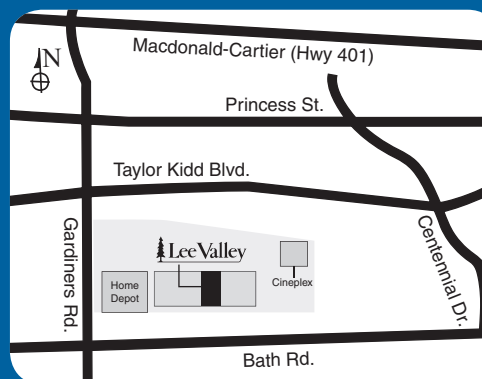 Macdonald-Cartier (Hwy 401)
N
Princess St.
Taylor Kidd Blvd.
Gardiners Rd.
Centennial Dr.
Lee Valley
Home
Depot
Cineplex
Bath Rd.